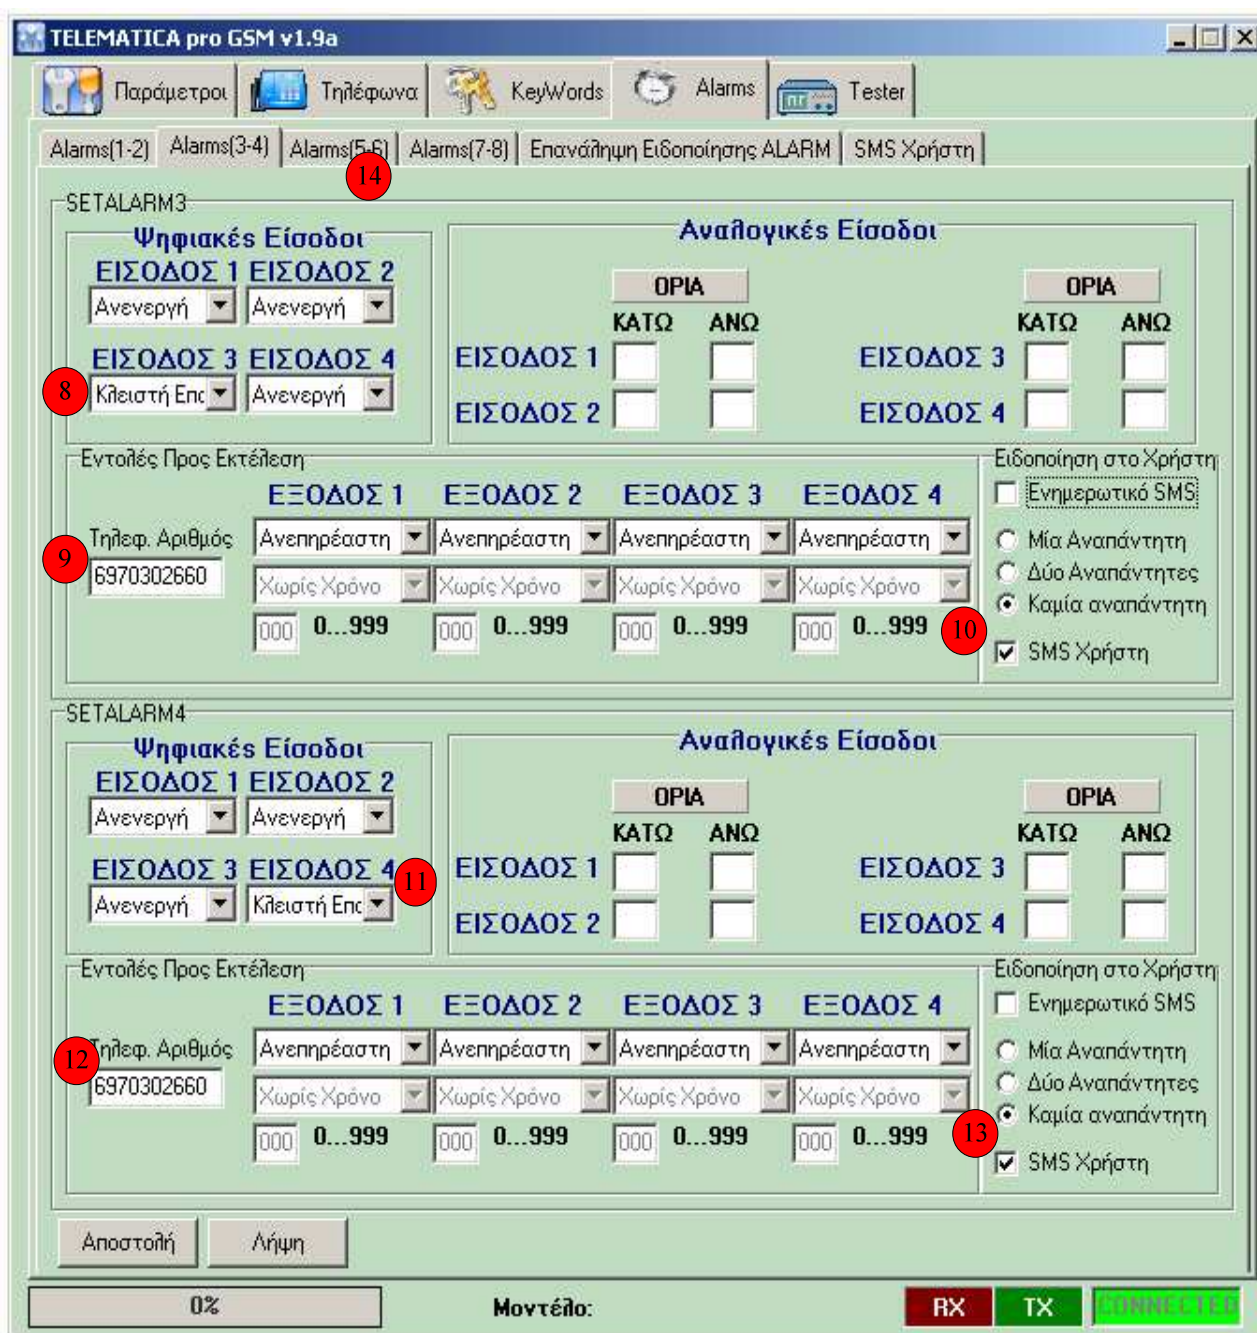 TELEMATICA pro GSM v1.9a
Παράμετροι Τηλέφωνα KeyWords Alarms Tester
Alarms(1-2) Alarms(3-4) Alarms(5-6) Alarms(7-8) Επανάληψη Ειδοποίησης ALARM SMS Χρήστη
14
SETALARM3
Ψηφιακές Είσοδοι
ΕΙΣΟΔΟΣ 1 ΕΙΣΟΔΟΣ 2
Ανενεργή Ανενεργή
ΕΙΣΟΔΟΣ 3 ΕΙΣΟΔΟΣ 4
8 Κλειστή Επα Ανενεργή
Αναλογικές Είσοδοι
ΟΡΙΑ ΟΡΙΑ
ΚΑΤΩ ΑΝΩ ΚΑΤΩ ΑΝΩ
ΕΙΣΟΔΟΣ 1 ΕΙΣΟΔΟΣ 3
ΕΙΣΟΔΟΣ 2 ΕΙΣΟΔΟΣ 4
Εντολές Προς Εκτέλεση
ΕΞΟΔΟΣ 1 ΕΞΟΔΟΣ 2 ΕΞΟΔΟΣ 3 ΕΞΟΔΟΣ 4
Τηλεφ. Αριθμός Ανεπηρέαστη Ανεπηρέαστη Ανεπηρέαστη Ανεπηρέαστη
9 6970302660 Χωρίς Χρόνο Χωρίς Χρόνο Χωρίς Χρόνο Χωρίς Χρόνο
000 0...999 000 0...999 000 0...999 000 0...999
Ειδοποίηση στο Χρήστη
Ενημερωτικό SMS
Μία Αναπάντητη
Δύο Αναπάντητες
Καμία αναπάντητη
10
SMS Χρήστη
SETALARM4
Ψηφιακές Είσοδοι
ΕΙΣΟΔΟΣ 1 ΕΙΣΟΔΟΣ 2
Ανενεργή Ανενεργή
ΕΙΣΟΔΟΣ 3 ΕΙΣΟΔΟΣ 4 11
Ανενεργή Κλειστή Επα
Αναλογικές Είσοδοι
ΟΡΙΑ ΟΡΙΑ
ΚΑΤΩ ΑΝΩ ΚΑΤΩ ΑΝΩ
ΕΙΣΟΔΟΣ 1 ΕΙΣΟΔΟΣ 3
ΕΙΣΟΔΟΣ 2 ΕΙΣΟΔΟΣ 4
Εντολές Προς Εκτέλεση
ΕΞΟΔΟΣ 1 ΕΞΟΔΟΣ 2 ΕΞΟΔΟΣ 3 ΕΞΟΔΟΣ 4
12 Τηλεφ. Αριθμός Ανεπηρέαστη Ανεπηρέαστη Ανεπηρέαστη Ανεπηρέαστη
6970302660 Χωρίς Χρόνο Χωρίς Χρόνο Χωρίς Χρόνο Χωρίς Χρόνο
000 0...999 000 0...999 000 0...999 000 0...999
Ειδοποίηση στο Χρήστη
Ενημερωτικό SMS
Μία Αναπάντητη
Δύο Αναπάντητες
Καμία αναπάντητη
13
SMS Χρήστη
Αποστολή Λήψη
0% Μοντέλο: RX TX CONNECTED